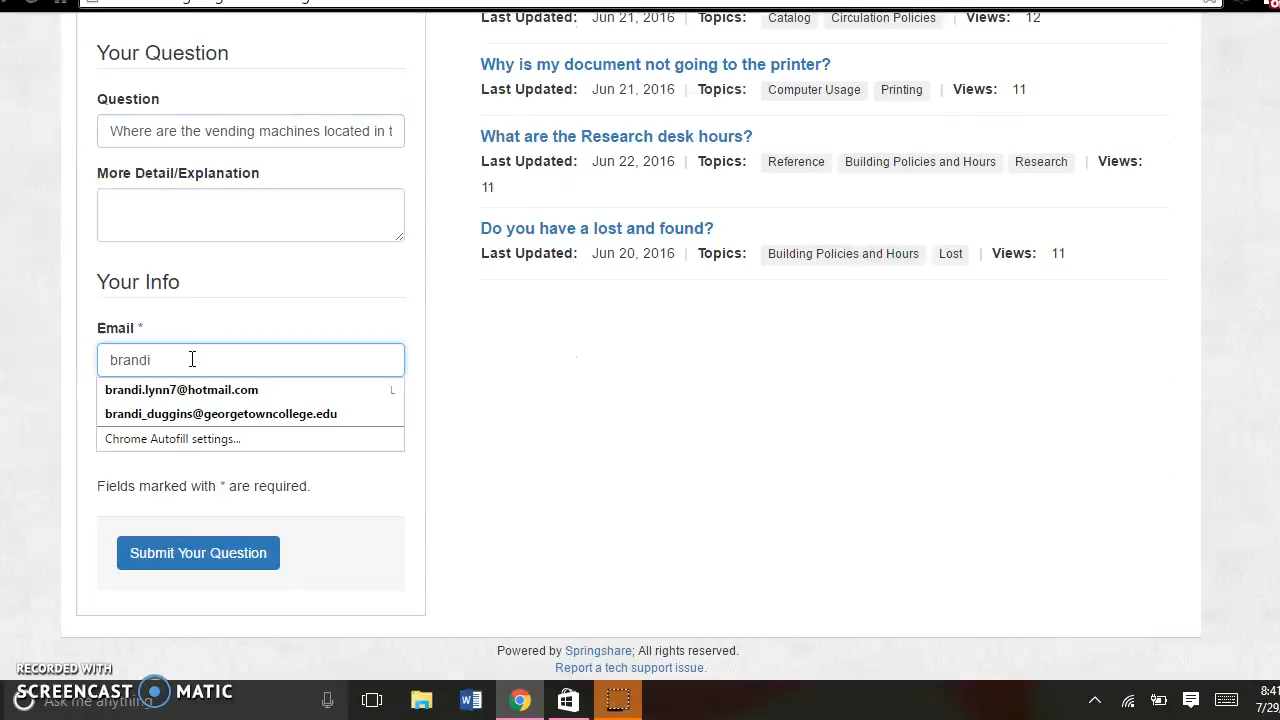 Last Updated: Jun 21, 2016 | Topics: Catalog Circulation Policies | Views: 12
Your Question
Why is my document not going to the printer?
Last Updated: Jun 21, 2016 | Topics: Computer Usage Printing | Views: 11
Question
Where are the vending machines located in t
What are the Research desk hours?
Last Updated: Jun 22, 2016 | Topics: Reference Building Policies and Hours Research | Views:
11
More Detail/Explanation
Do you have a lost and found?
Last Updated: Jun 20, 2016 | Topics: Building Policies and Hours Lost | Views: 11
Your Info
Email *
brandi
brandi.lynn7@hotmail.com L
brandi_duggins@georgetowncollege.edu
Chrome Autofill settings...
Fields marked with * are required.
Submit Your Question
Powered by Springshare; All rights reserved.
Report a tech support issue.
RECORDED WITH
SCREENCAST MATIC
Ask me anything
8:41
7/29/